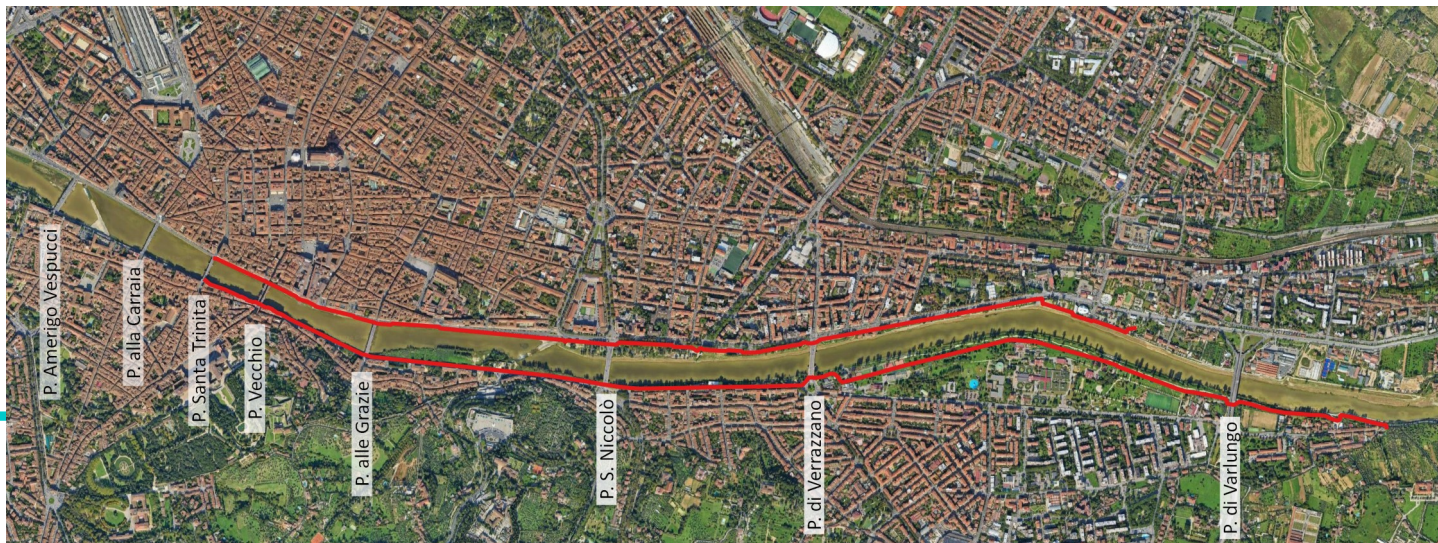 P. Amerigo Vespucci
P. alla Carraia
P. Santa Trinita
P. Vecchio
P. alle Grazie
P. S. Niccolò
P. di Verrazzano
P. di Varlungo